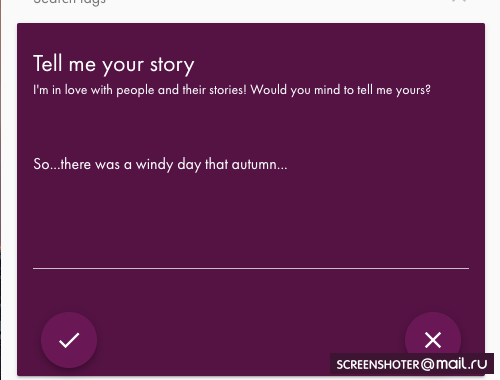 Search tags
Tell me your story
I'm in love with people and their stories! Would you mind to tell me yours?
So...there was a windy day that autumn...
SCREENSHOTER@mail.ru